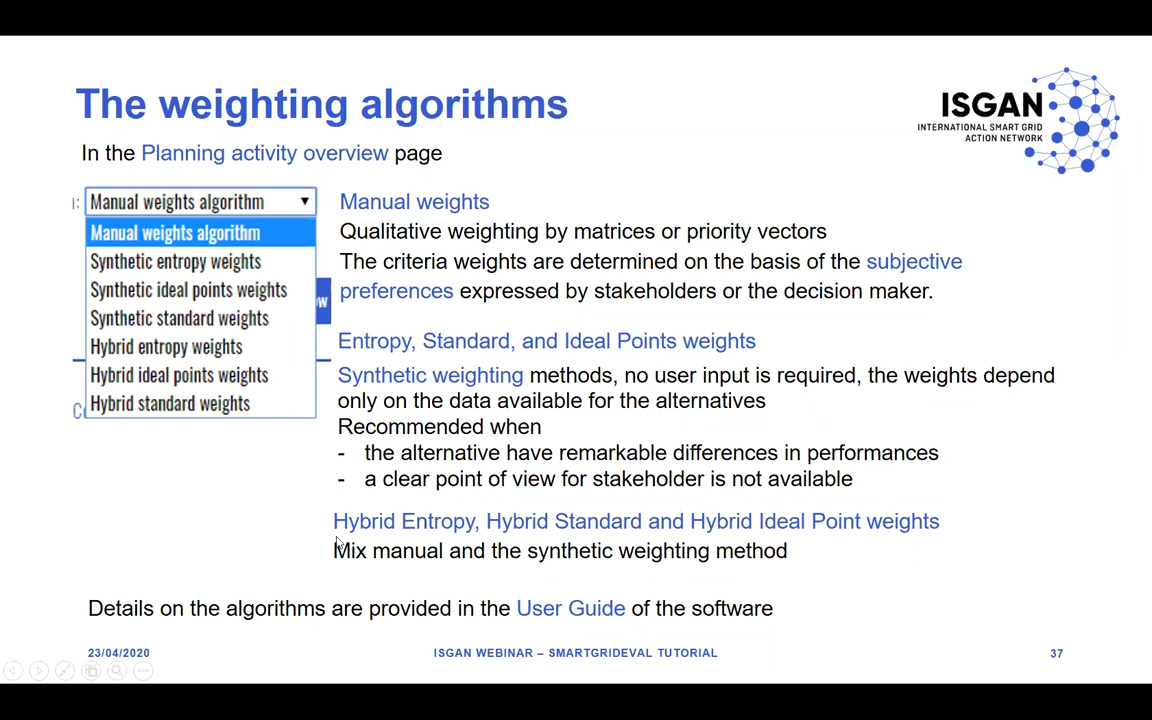 The weighting algorithms
ISGAN
INTERNATIONAL SMART GRID
ACTION NETWORK
In the Planning activity overview page
Manual weights algorithm
Manual weights algorithm
Synthetic entropy weights
Synthetic ideal points weights
Synthetic standard weights
Hybrid entropy weights
Hybrid ideal points weights
Hybrid standard weights
Manual weights
Qualitative weighting by matrices or priority vectors
The criteria weights are determined on the basis of the subjective
preferences expressed by stakeholders or the decision maker.
Entropy, Standard, and Ideal Points weights
Synthetic weighting methods, no user input is required, the weights depend
only on the data available for the alternatives
Recommended when
- the alternative have remarkable differences in performances
- a clear point of view for stakeholder is not available
Hybrid Entropy, Hybrid Standard and Hybrid Ideal Point weights
Mix manual and the synthetic weighting method
Details on the algorithms are provided in the User Guide of the software
23/04/2020
ISGAN WEBINAR – SMARTGRIDEVAL TUTORIAL
37